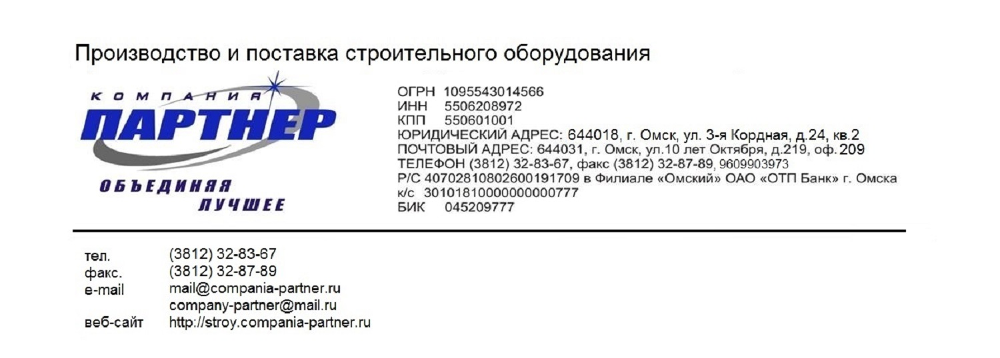 Производство и поставка строительного оборудования
КОМПАНИЯ
ПАРТНЕР
ОБЪЕДИНЯЯ
ЛУЧШЕЕ
ОГРН 1095543014566
ИНН 5506208972
КПП 550601001
ЮРИДИЧЕСКИЙ АДРЕС: 644018, г. Омск, ул. 3-я Кордная, д.24, кв.2
ПОЧТОВЫЙ АДРЕС: 644031, г. Омск, ул.10 лет Октября, д.219, оф.209
ТЕЛЕФОН (3812) 32-83-67, факс (3812) 32-87-89, 9609903973
Р/С 40702810802600191709 в Филиале «Омский» ОАО «ОТП Банк» г. Омска
к/с 30101810000000000777
БИК 045209777
тел. (3812) 32-83-67
факс. (3812) 32-87-89
e-mail mail@compania-partner.ru
company-partner@mail.ru
веб-сайт http://stroy.compania-partner.ru